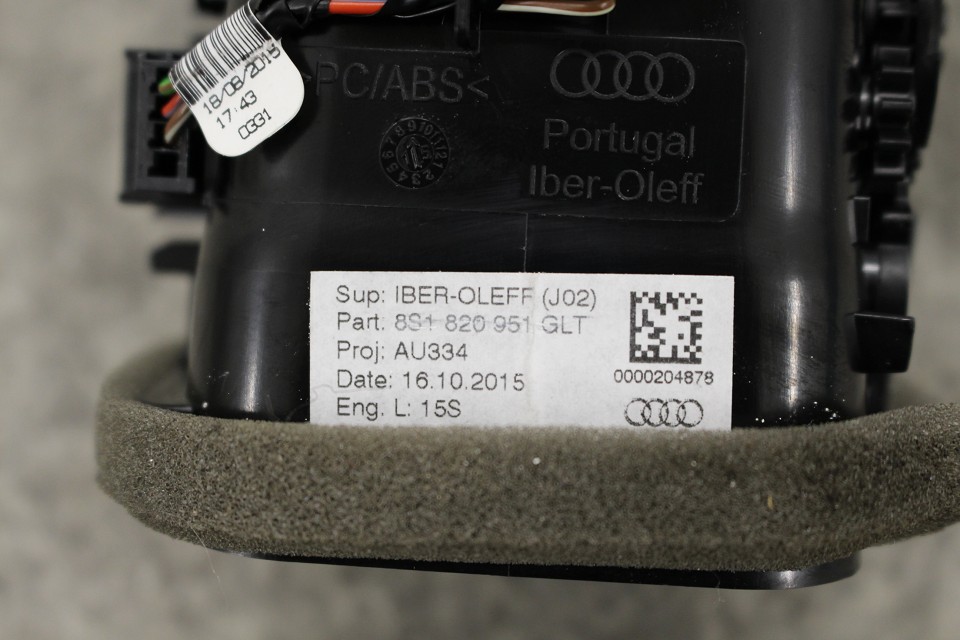 18/08/2015
17:43
0331
>PC/ABS<
Portugal
Iber-Oleff
Sup: IBER-OLEFF (J02)
Part: 8S1 820 951 GLT
Proj: AU334
Date: 16.10.2015
Eng. L: 15S
0000204878